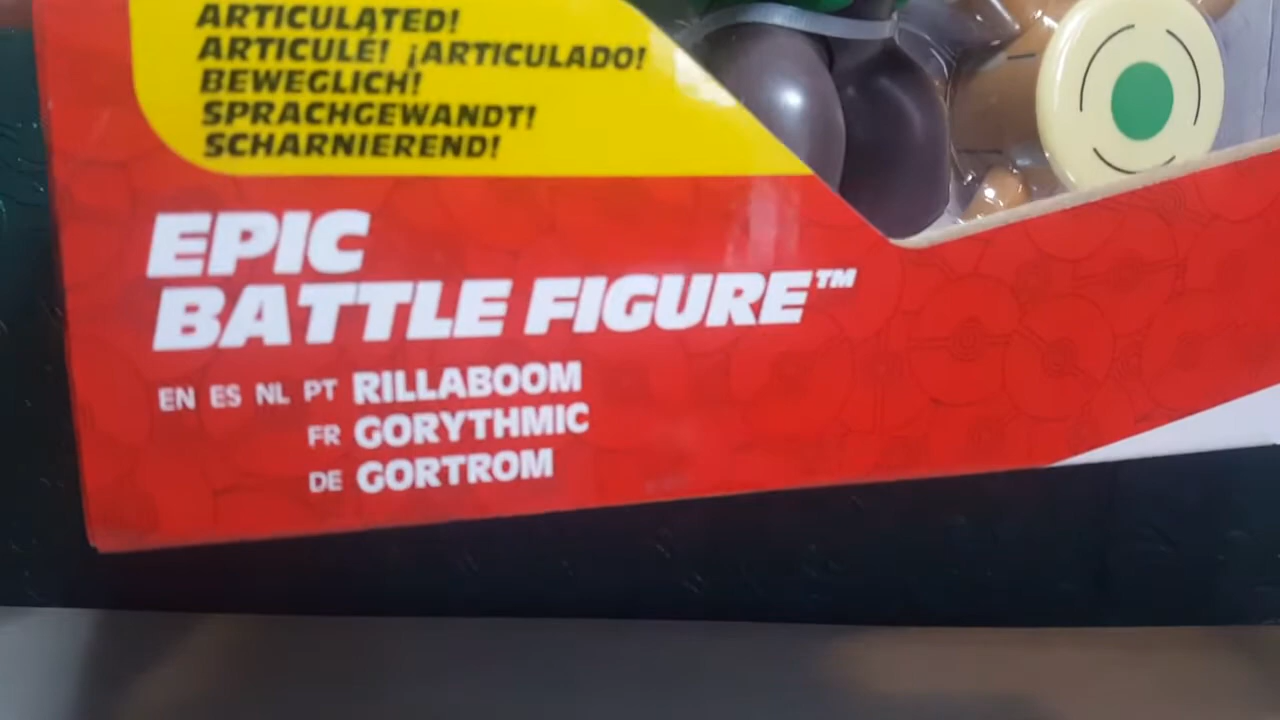 ARTICULATED!
ARTICULÉ! ¡ARTICULADO!
BEWEGLICH!
SPRACHGEWANDT!
SCHARNIEREND!
EPIC
BATTLE FIGURE™
EN ES NL PT RILLABOOM
FR GORYTHMIC
DE GORTROM